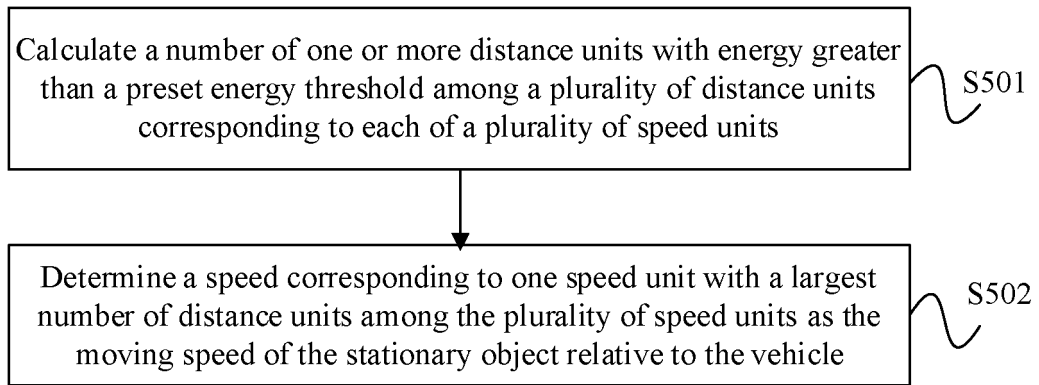 Calculate a number of one or more distance units with energy greater
than a preset energy threshold among a plurality of distance units
corresponding to each of a plurality of speed units
S501
Determine a speed corresponding to one speed unit with a largest
number of distance units among the plurality of speed units as the
moving speed of the stationary object relative to the vehicle
S502